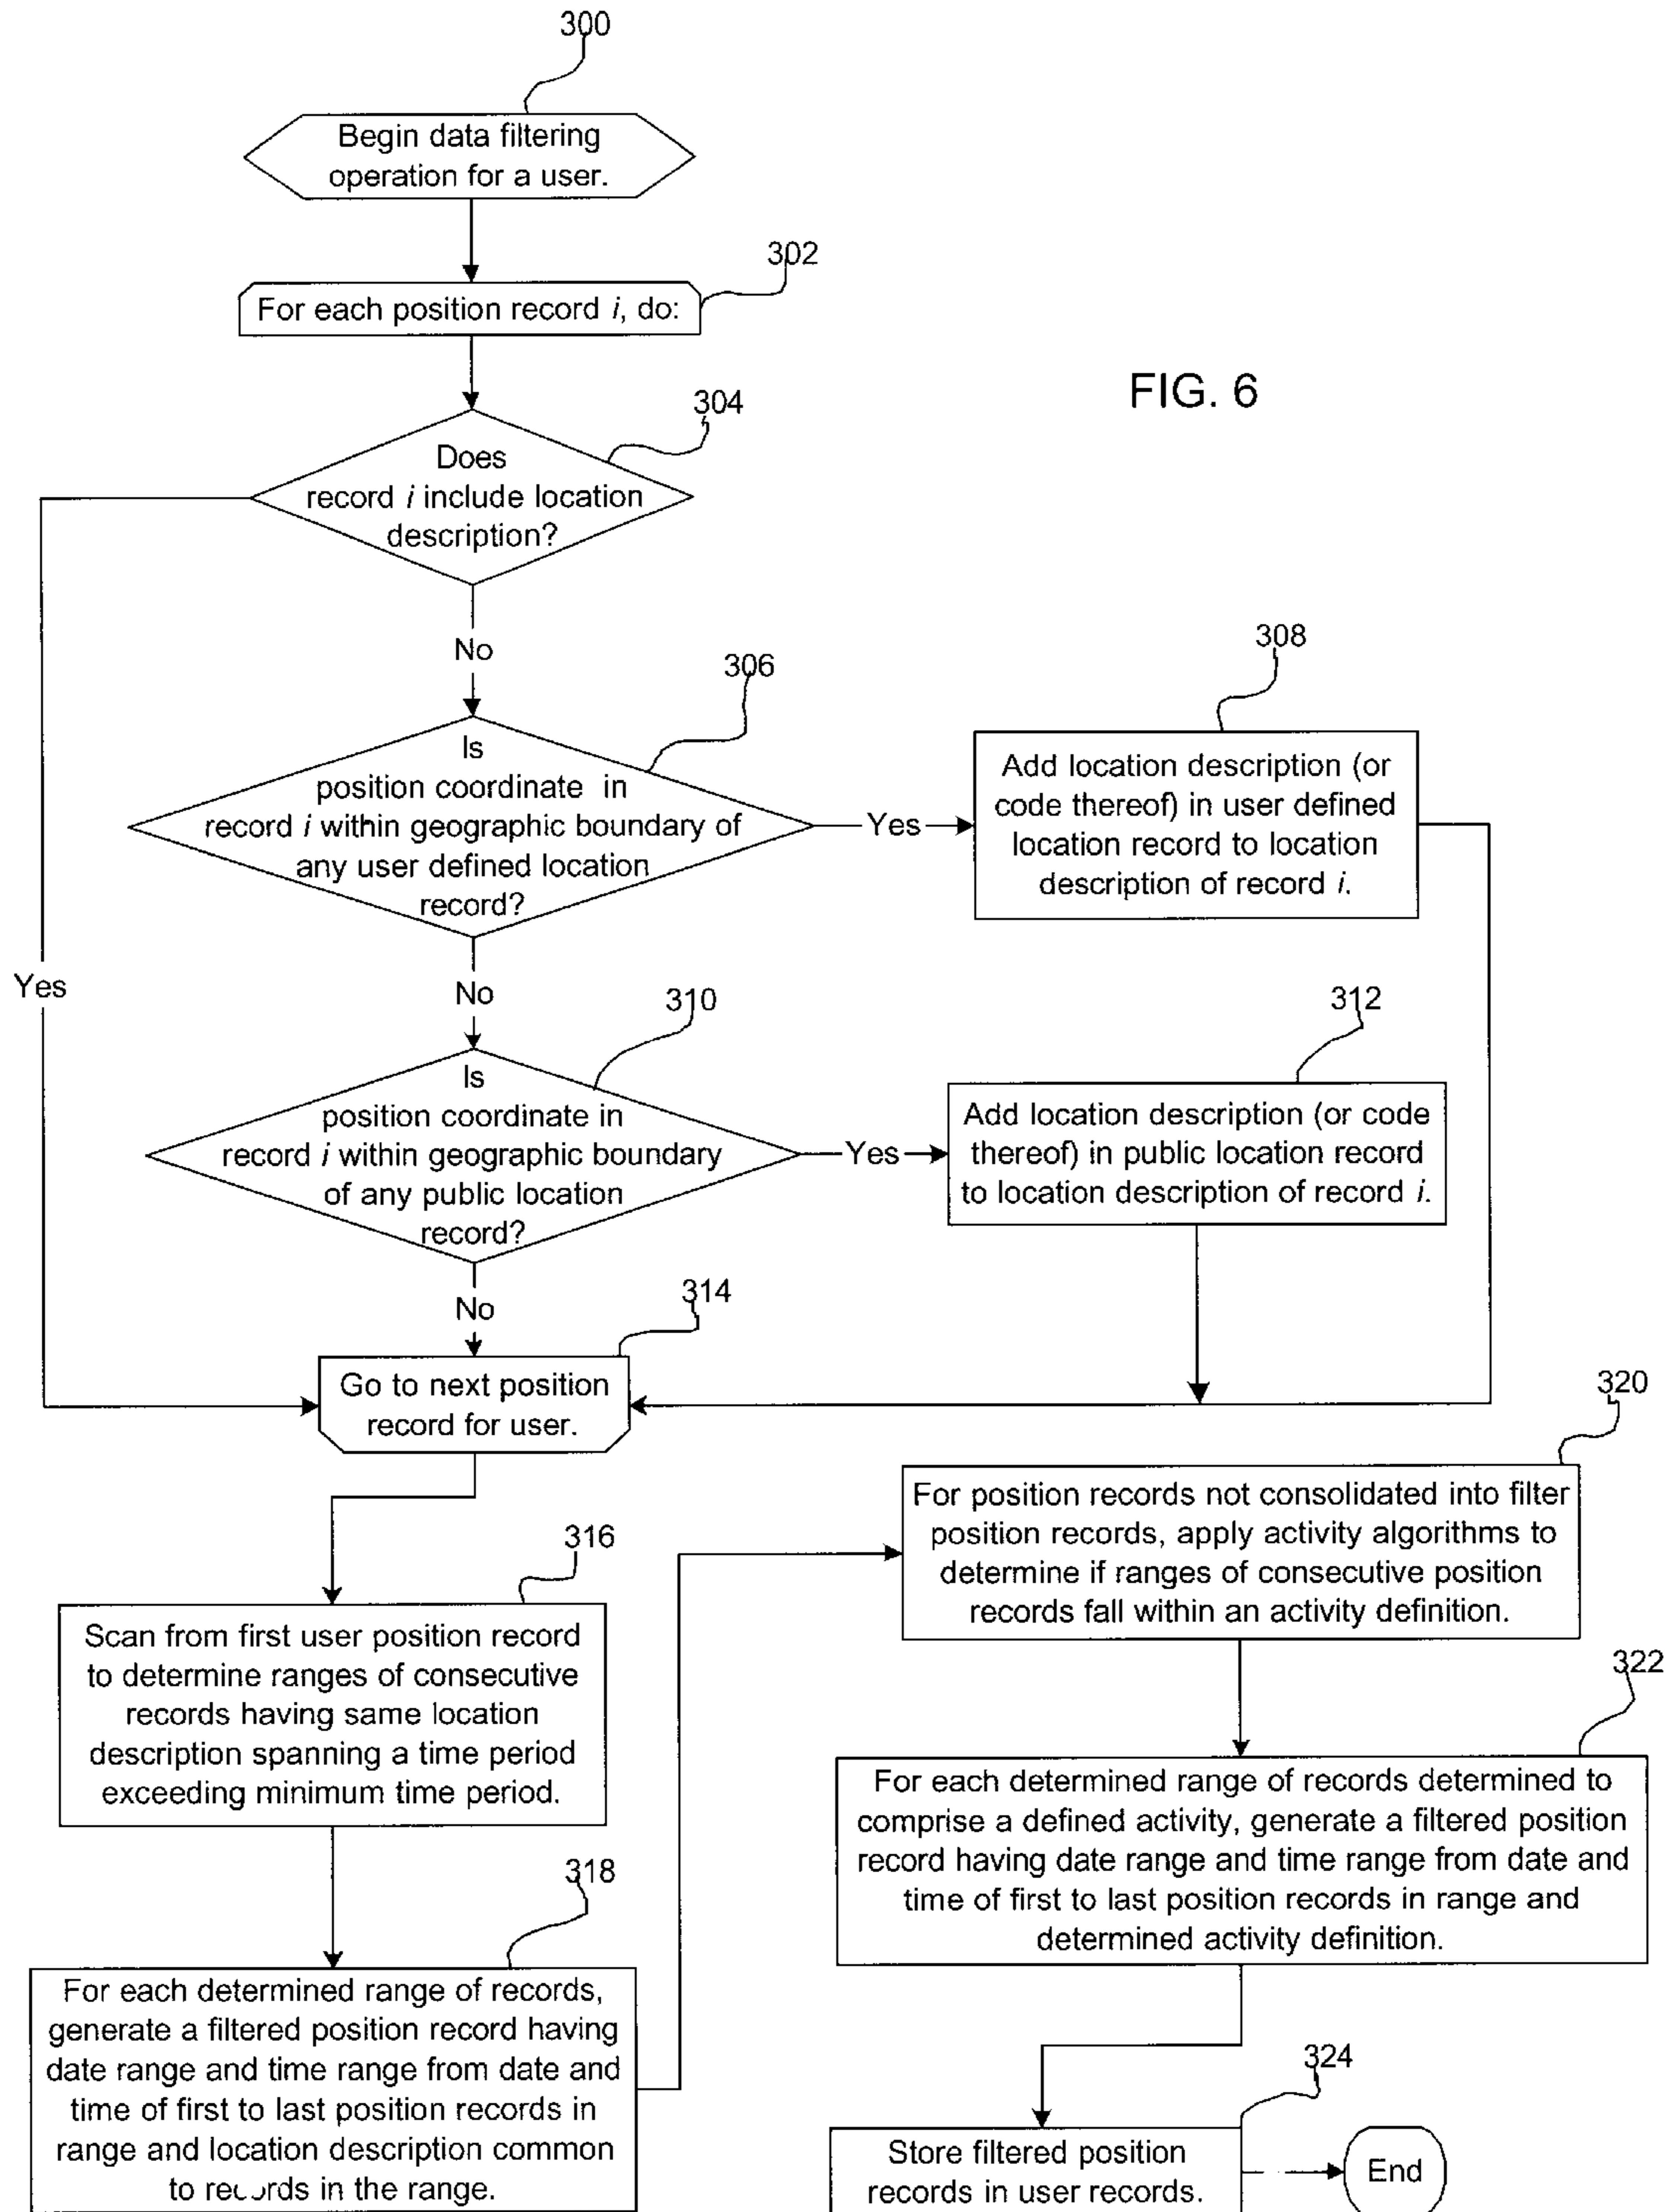 300
Begin data filtering
operation for a user.
302
For each position record i, do:
FIG. 6
304
Does
record i include location
description?
No
306
308
Is
position coordinate in
record i within geographic boundary of
any user defined location
record?
Yes
Add location description (or
code thereof) in user defined
location record to location
description of record i.
Yes
No
310
312
Is
position coordinate in
record i within geographic boundary
of any public location
record?
Yes
Add location description (or code
thereof) in public location record
to location description of record i.
No
314
Go to next position
record for user.
316
Scan from first user position record
to determine ranges of consecutive
records having same location
description spanning a time period
exceeding minimum time period.
318
For each determined range of records,
generate a filtered position record having
date range and time range from date and
time of first to last position records in
range and location description common
to records in the range.
320
For position records not consolidated into filter
position records, apply activity algorithms to
determine if ranges of consecutive position
records fall within an activity definition.
322
For each determined range of records determined to
comprise a defined activity, generate a filtered position
record having date range and time range from date and
time of first to last position records in range and
determined activity definition.
324
Store filtered position
records in user records.
End